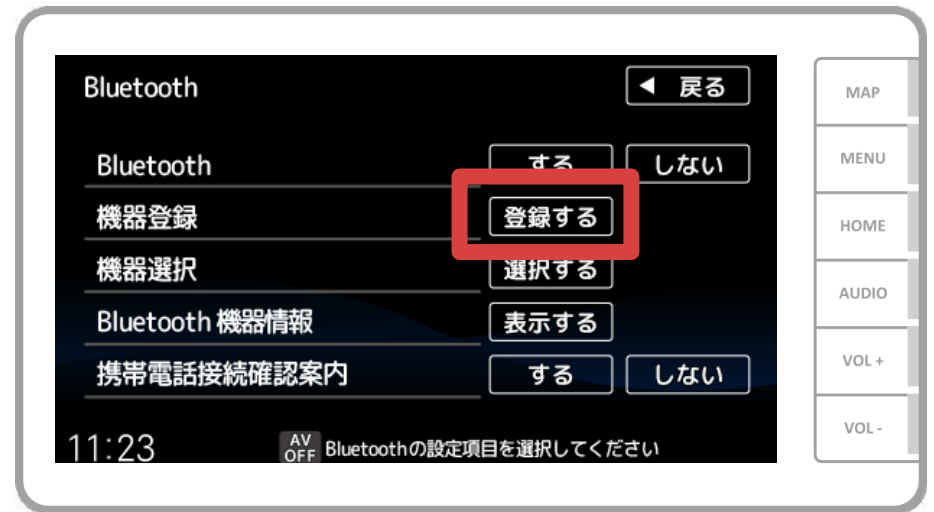 Bluetooth ◀ 戻る
Bluetooth する しない
機器登録 登録する
機器選択 選択する
Bluetooth 機器情報 表示する
携帯電話接続確認案内 する しない
11:23 AV OFF Bluetoothの設定項目を選択してください
MAP
MENU
HOME
AUDIO
VOL +
VOL -